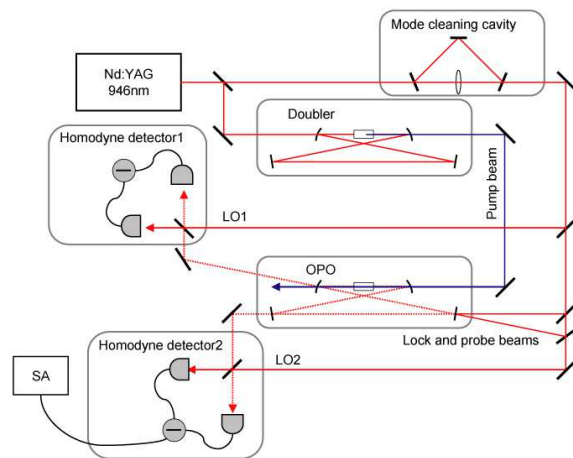 Mode cleaning cavity
Nd:YAG
946nm
Doubler
Homodyne detector1
Pump beam
LO1
OPO
Lock and probe beams
Homodyne detector2
LO2
SA